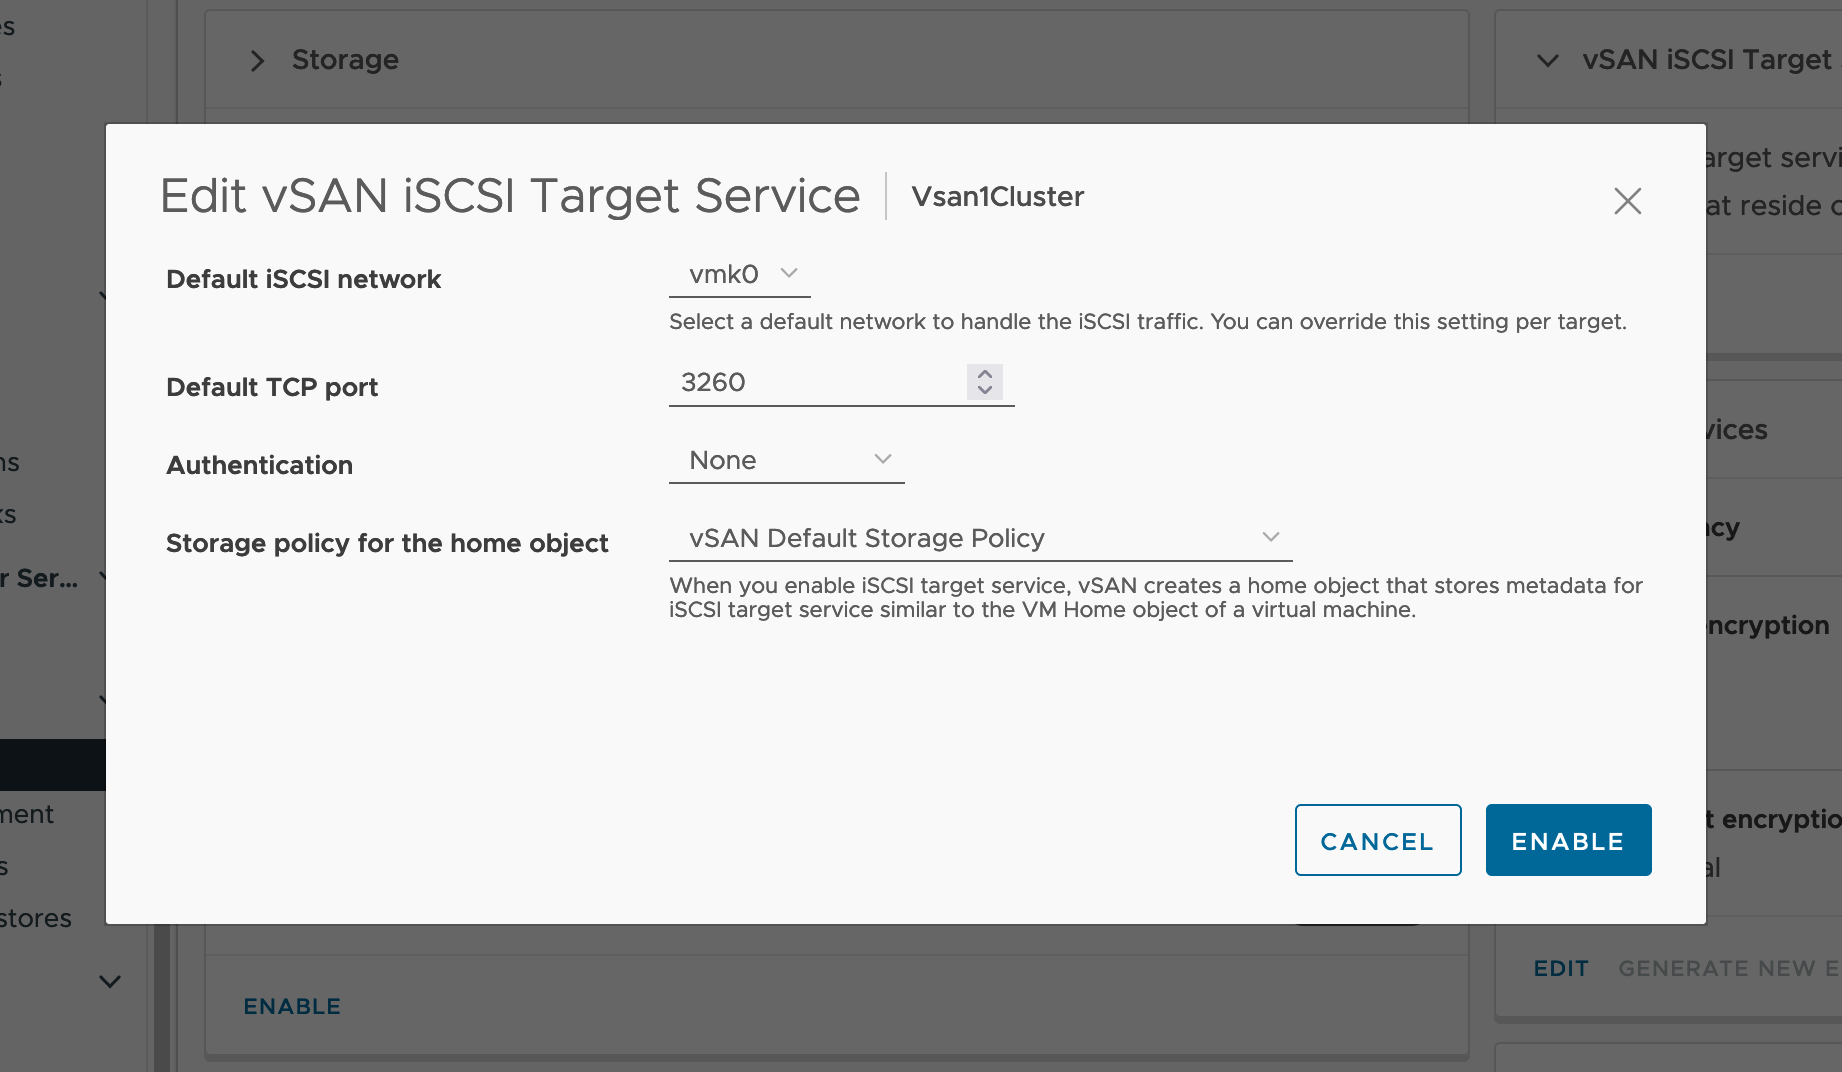 Storage
vSAN iSCSI Target
Edit vSAN iSCSI Target Service
Vsan1Cluster
arget servi
at reside
Default iSCSI network
vmk0
Select a default network to handle the iSCSI traffic. You can override this setting per target.
Default TCP port
3260
vices
Authentication
None
ns
ks
Storage policy for the home object
vSAN Default Storage Policy
cy
When you enable iSCSI target service, vSAN creates a home object that stores metadata for
iSCSI target service similar to the VM Home object of a virtual machine.
r Ser...
ncryption
ment
CANCEL
ENABLE
t encryptio
al
s
stores
EDIT
GENERATE NEW E
ENABLE